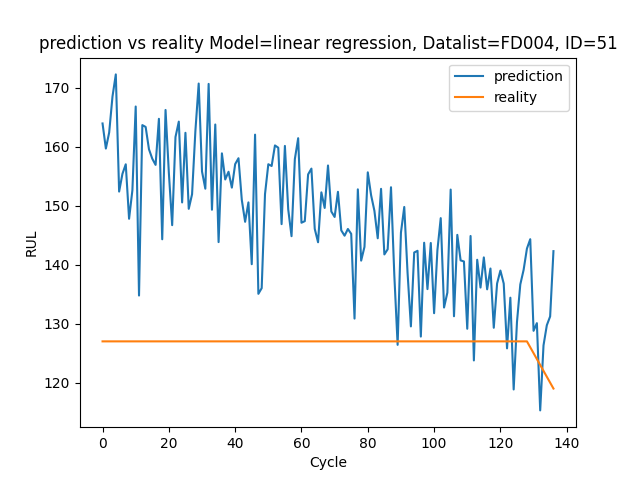 prediction vs reality Model=linear regression, Datalist=FD004, ID=51
prediction
reality
170
160
150
140
130
120
RUL
0
20
40
60
80
100
120
140
Cycle